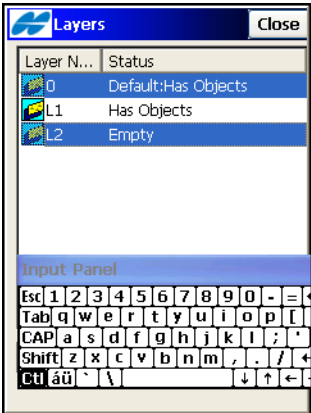 Layers Close
Layer N... Status
0 Default:Has Objects
L1 Has Objects
L2 Empty
Input Panel
Esc 1 2 3 4 5 6 7 8 9 0 - =
Tab q w e r t y u i o p [
CAP a s d f g h j k l ; '
Shift z x c v b n m , . /
Ctl áü ` \ ↓ ↑ ←